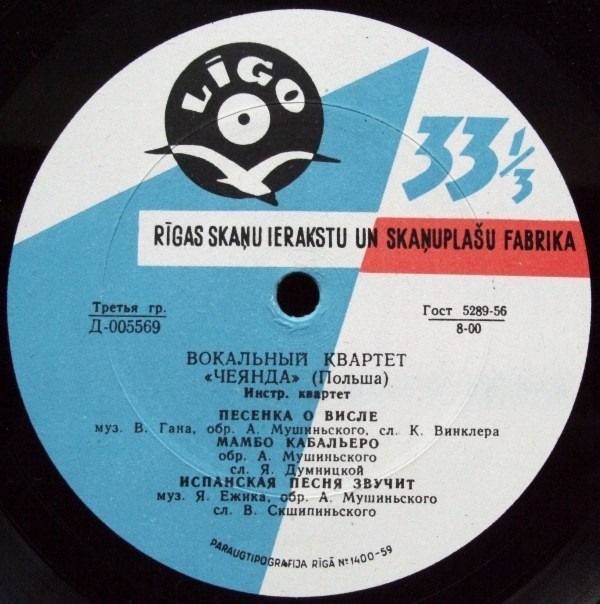 LĪGO
33 1/3
RĪGAS SKAŅU IERAKSTU UN SKAŅUPLAŠU FABRIKA
Третья гр.
Д-005569
Гост 5289-56
8-00
ВОКАЛЬНЫЙ КВАРТЕТ
«ЧЕЯНДА» (Польша)
Инстр. квартет
ПЕСЕНКА О ВИСЛЕ
муз. В. Гана, обр. А. Мушиньского, сл. К. Винклера
МАМБО КАБАЛЬЕРО
обр. А. Мушиньского
сл. Я. Думницкой
ИСПАНСКАЯ ПЕСНЯ ЗВУЧИТ
муз. Я. Ежика, обр. А. Мушиньского
сл. В. Скшипиньского
PARAUGTIPOGRAFIJA RĪGĀ № 1400-59